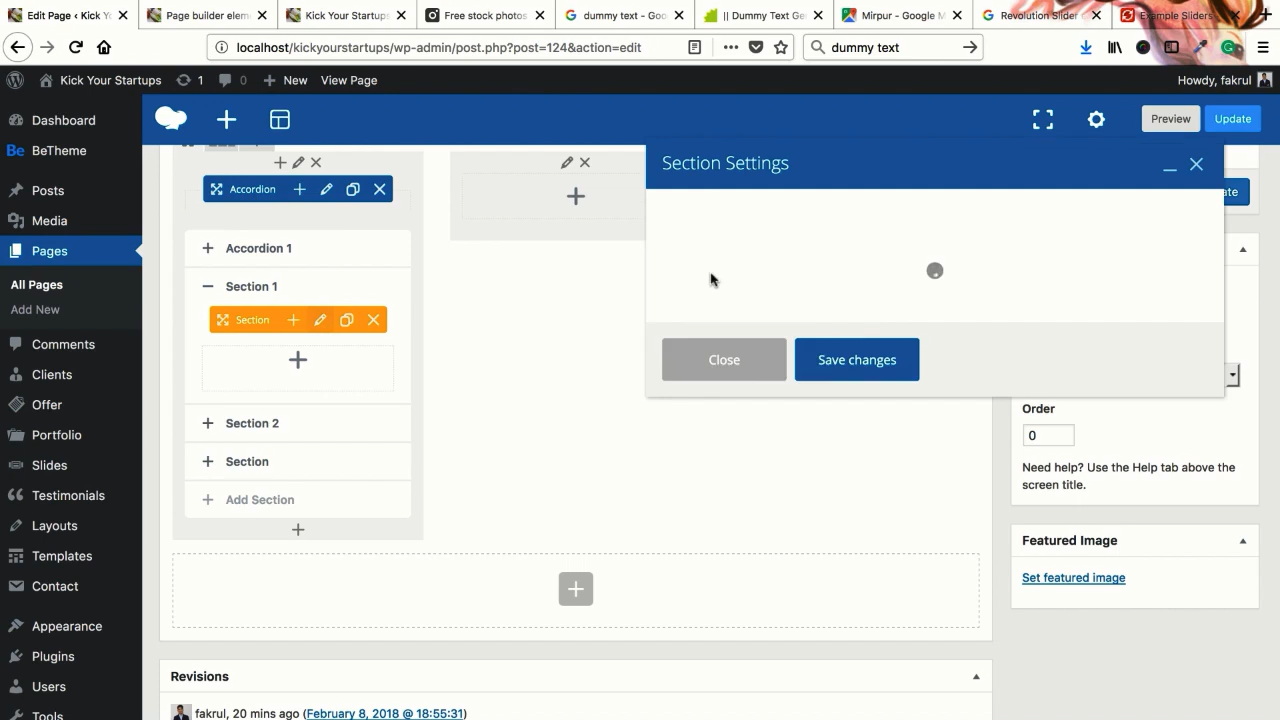 Edit Page ‹ Kick Y
Page builder elem
Kick Your Startups
Free stock photos
dummy text - Goo
|| Dummy Text Ge
Mirpur - Google M
Revolution Slider
Example Sliders
localhost/kickyourstartups/wp-admin/post.php?post=124&action=edit
dummy text
Kick Your Startups
1
0
New
View Page
Howdy, fakrul
Dashboard
Be
BeTheme
Posts
Media
Pages
All Pages
Add New
Comments
Clients
Offer
Portfolio
Slides
Testimonials
Layouts
Templates
Contact
Appearance
Plugins
Users
Tools
Preview
Update
Accordion
Accordion 1
Section 1
Section
Section 2
Section
Add Section
Section Settings
Close
Save changes
Order
0
Need help? Use the Help tab above the
screen title.
Featured Image
Set featured image
Revisions
fakrul, 20 mins ago (February 8, 2018 @ 18:55:31)